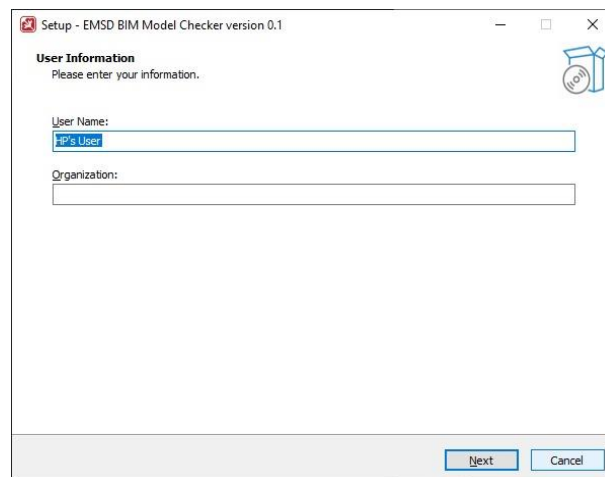 Setup - EMSD BIM Model Checker version 0.1
User Information
Please enter your information.
User Name:
HP's User
Organization:
Next
Cancel